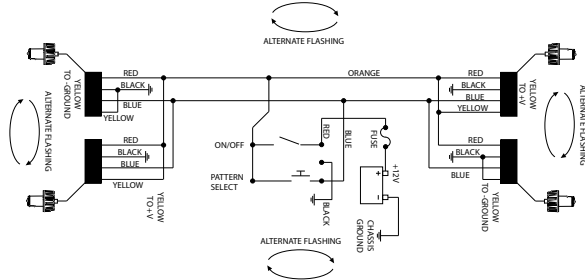 ALTERNATE FLASHING
RED
ORANGE
RED
BLACK
BLACK
BLUE
BLUE
YELLOW
YELLOW
YELLOW
TO -GROUND
YELLOW
TO +V
ALTERNATE FLASHING
ALTERNATE FLASHING
RED
BLUE
FUSE
ON/OFF
RED
RED
BLACK
BLACK
BLUE
BLUE
YELLOW
PATTERN
SELECT
+12V
+
-
BLACK
CHASSIS
GROUND
YELLOW
TO +V
YELLOW
TO -GROUND
ALTERNATE FLASHING